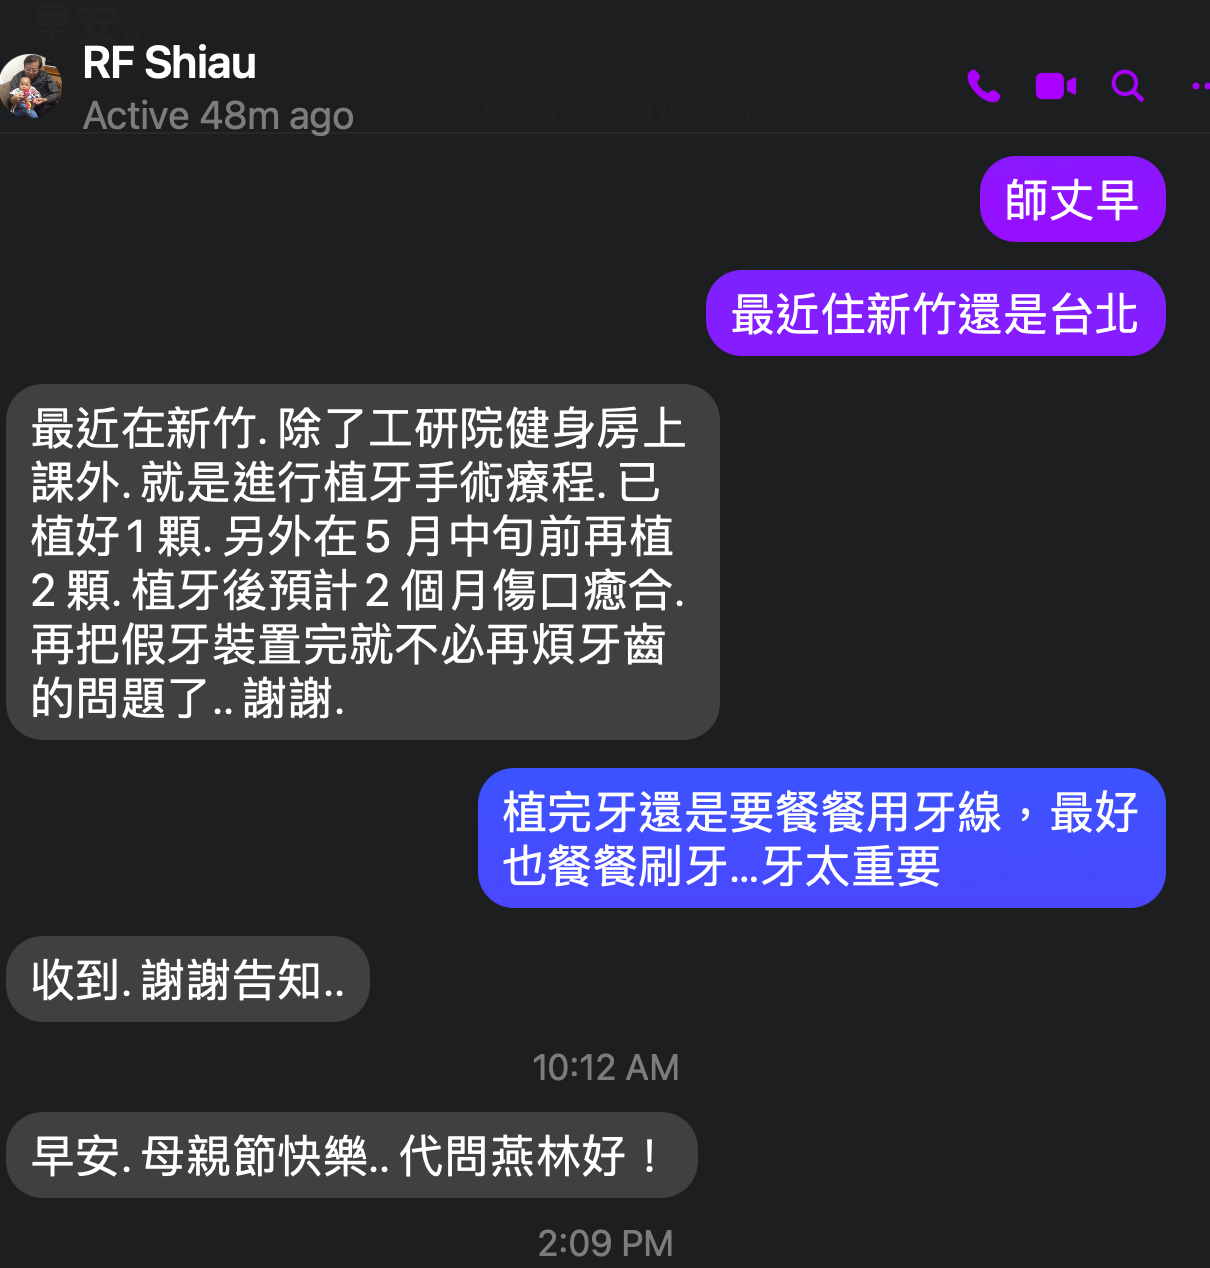 早安..
RF Shiau
Active 48m ago
APR 30, 10:05 AM
師丈早
最近住新竹還是台北
最近在新竹. 除了工研院健身房上
課外. 就是進行植牙手術療程. 已
植好1 顆. 另外在5 月中旬前再植
2 顆. 植牙後預計2 個月傷口癒合.
再把假牙裝置完就不必再煩牙齒
的問題了.. 謝謝.
植完牙還是要餐餐用牙線，最好
也餐餐刷牙...牙太重要
收到. 謝謝告知..
10:12 AM
早安. 母親節快樂.. 代問燕林好！
2:09 PM